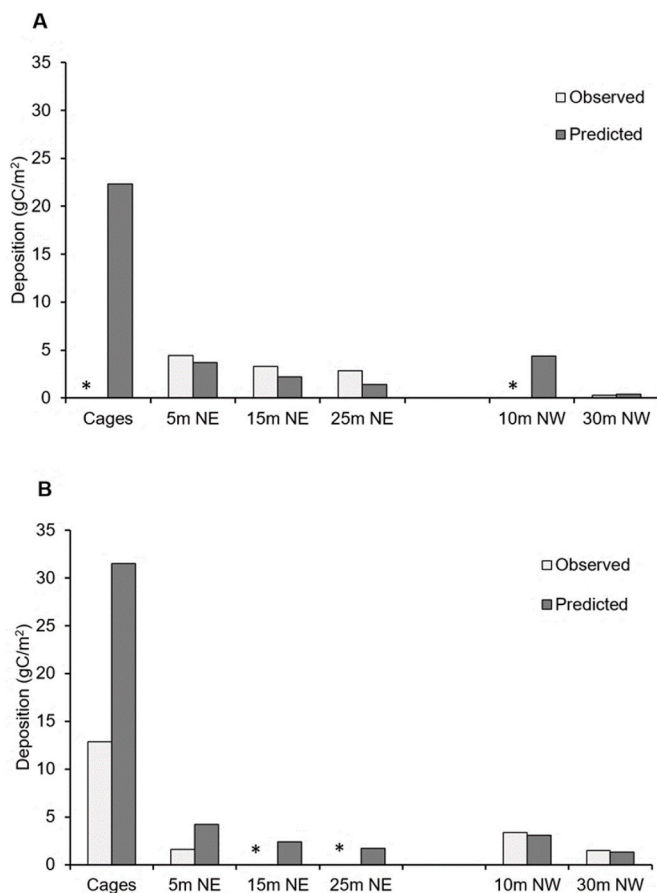 A
35
30
25
20
15
10
5
0
Deposition (gC/m²)
Observed
Predicted
*
*
Cages 5m NE 15m NE 25m NE 10m NW 30m NW
B
35
30
25
20
15
10
5
0
Deposition (gC/m²)
Observed
Predicted
* *
Cages 5m NE 15m NE 25m NE 10m NW 30m NW